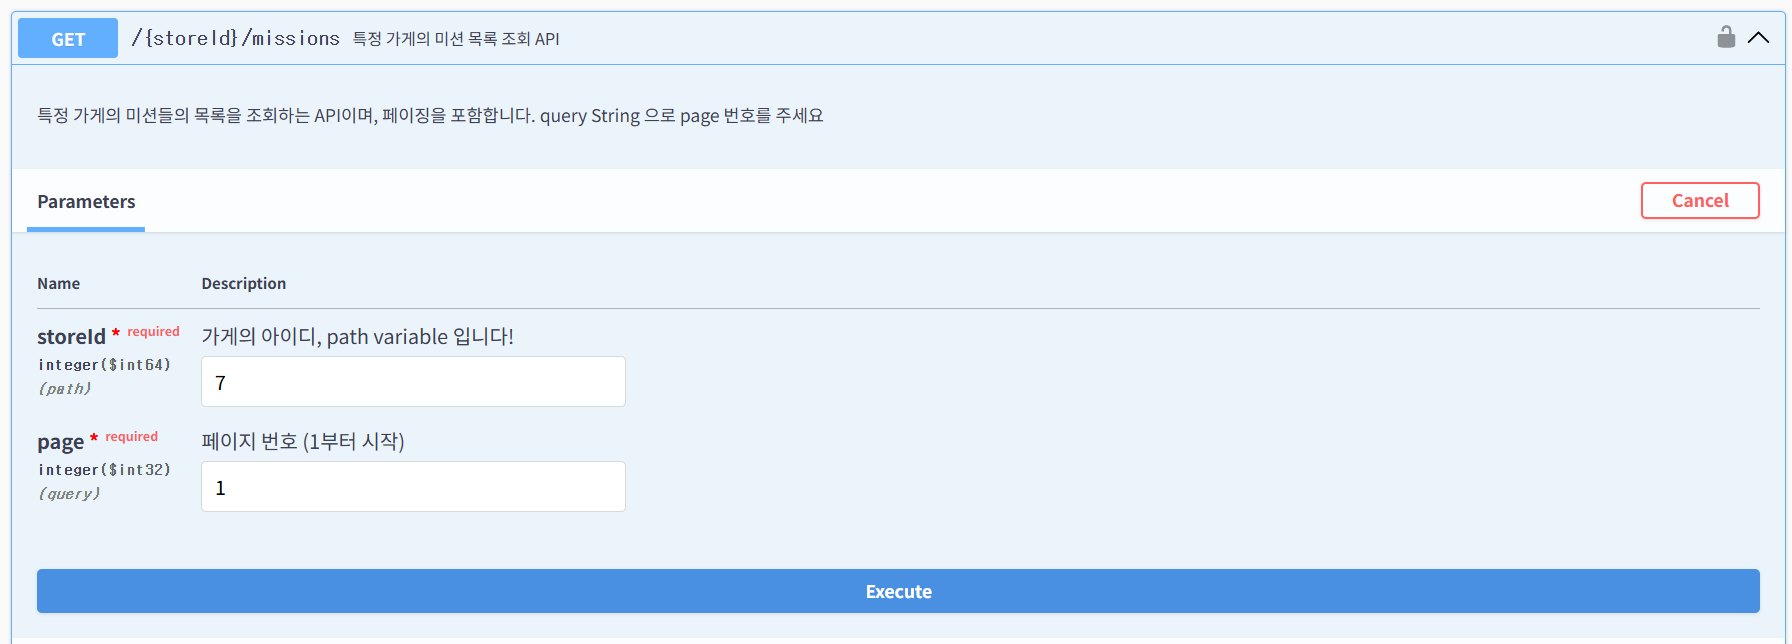 GET /{storeId}/missions 특정 가게의 미션 목록 조회 API
특정 가게의 미션들의 목록을 조회하는 API이며, 페이징을 포함합니다. query String 으로 page 번호를 주세요
Parameters
Cancel
Name Description
storeId * required 가게의 아이디, path variable 입니다!
integer($int64)
(path)
7
page * required 페이지 번호 (1부터 시작)
integer($int32)
(query)
1
Execute